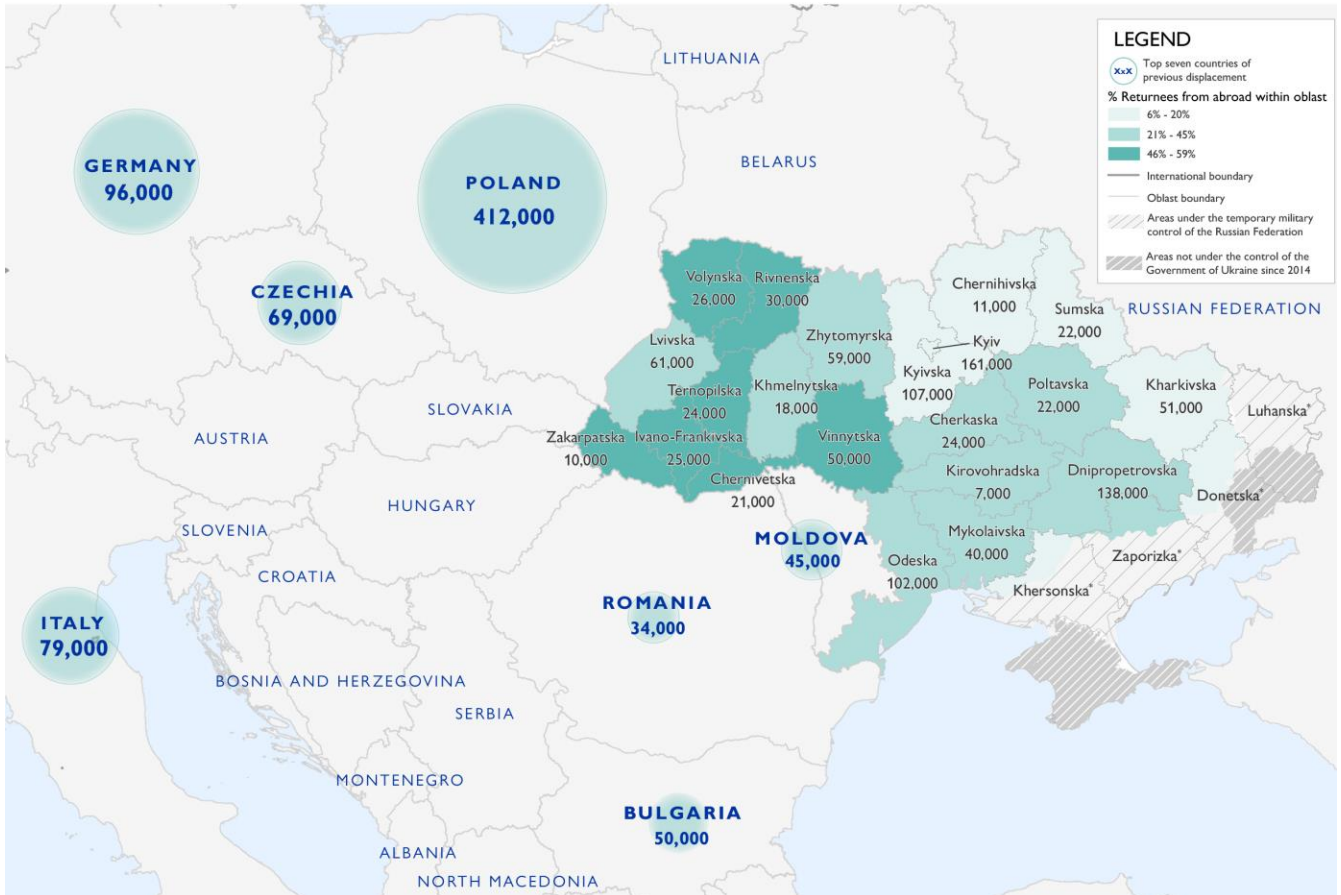 LEGEND
XxX
Top seven countries of
previous displacement
% Returnees from abroad within oblast
6% - 20%
21% - 45%
46% - 59%
International boundary
Oblast boundary
Areas under the temporary military
control of the Russian Federation
Areas not under the control of the
Government of Ukraine since 2014
LITHUANIA
BELARUS
RUSSIAN FEDERATION
GERMANY
96,000
POLAND
412,000
CZECHIA
69,000
SLOVAKIA
AUSTRIA
HUNGARY
SLOVENIA
CROATIA
ITALY
79,000
BOSNIA AND HERZEGOVINA
SERBIA
MONTENEGRO
ALBANIA
NORTH MACEDONIA
MOLDOVA
45,000
ROMANIA
34,000
BULGARIA
50,000
Volynska
26,000
Rivnenska
30,000
Zhytomyrska
59,000
Chernihivska
11,000
Sumska
22,000
Lvivska
61,000
Kyiv
161,000
Kyivska
107,000
Ternopilska
24,000
Khmelnytska
18,000
Poltavska
22,000
Kharkivska
51,000
Luhanska*
Cherkaska
24,000
Zakarpatska
10,000
Ivano-Frankivska
25,000
Vinnytska
50,000
Chernivetska
21,000
Kirovohradska
7,000
Dnipropetrovska
138,000
Donetska*
Mykolaivska
40,000
Odeska
102,000
Zaporizka*
Khersonska*